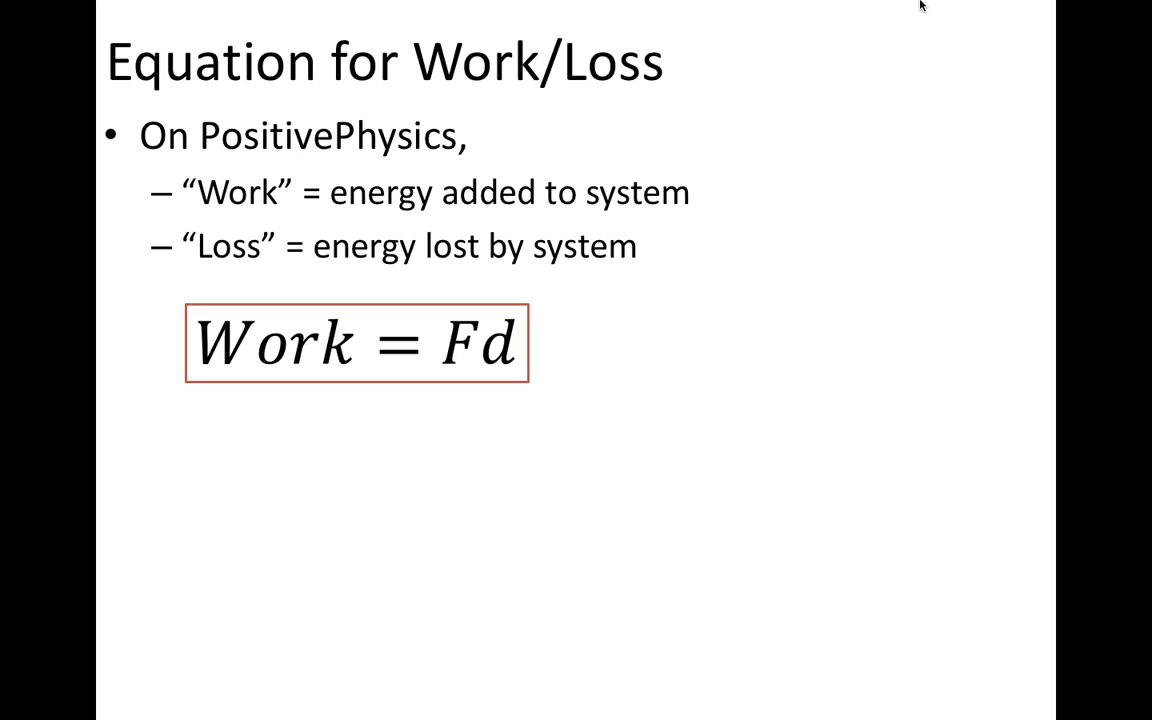 Equation for Work/Loss
• On PositivePhysics,
– “Work” = energy added to system
– “Loss” = energy lost by system
Work = Fd